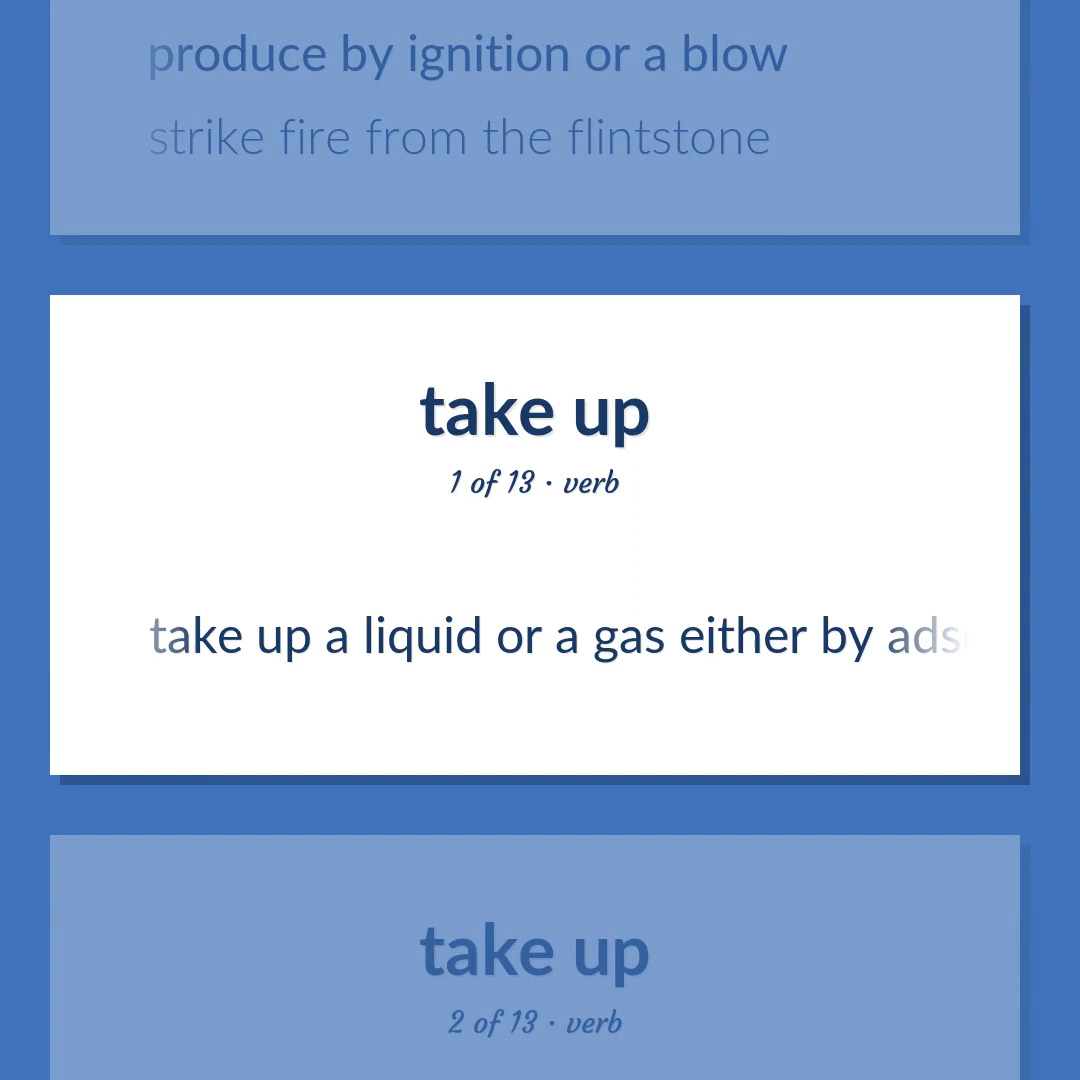 produce by ignition or a blow
strike fire from the flintstone
take up
1 of 13 · verb
take up a liquid or a gas either by
take up
2 of 13 · verb